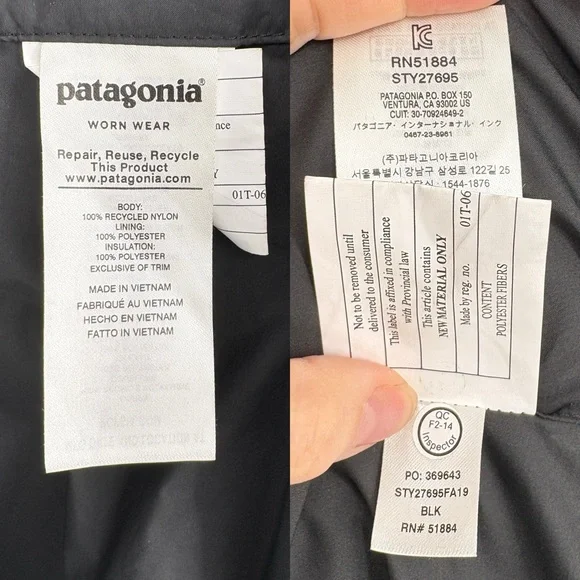 patagonia®
WORN WEAR
Repair, Reuse, Recycle
This Product
www.patagonia.com
BODY:
100% RECYCLED NYLON
LINING:
100% POLYESTER
INSULATION:
100% POLYESTER
EXCLUSIVE OF TRIM
MADE IN VIETNAM
FABRIQUÉ AU VIETNAM
HECHO EN VIETNAM
FATTO IN VIETNAM
nce
Y
01T-06
RN51884
STY27695
PATAGONIA P.O. BOX 150
VENTURA, CA 93002 US
CUIT: 30-70924649-2
パタゴニア・インターナショナル・インク
0467-23-8961
(주)파타고니아코리아
서울특별시 강남구 삼성로 122길 25
: 1544-1876
Not to be removed until
delivered to the consumer
This label is affixed in compliance
with Provincial law
This article contains
NEW MATERIAL ONLY
Made by reg. no. 01T-06
CONTENT
POLYESTER FIBERS
QC
F2-14
Inspector
PO: 369643
STY27695FA19
BLK
RN# 51884